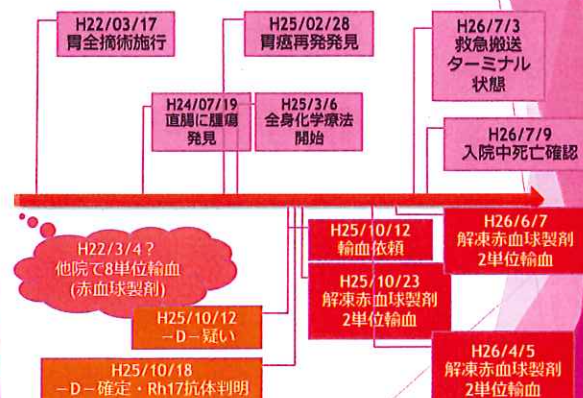 H22/03/17
胃全摘術施行
H25/02/28
胃癌再発発見
H26/7/3
救急搬送
ターミナル
状態
H24/07/19
直腸に腫瘍
発見
H25/3/6
全身化学療法
開始
H26/7/9
入院中死亡確認
H22/3/4?
他院で8単位輸血
(赤血球製剤)
H25/10/12
輸血依頼
H26/6/7
解凍赤血球製剤
2単位輸血
H25/10/12
−D−疑い
H25/10/23
解凍赤血球製剤
2単位輸血
H25/10/18
−D−確定・Rh17抗体判明
H26/4/5
解凍赤血球製剤
2単位輸血